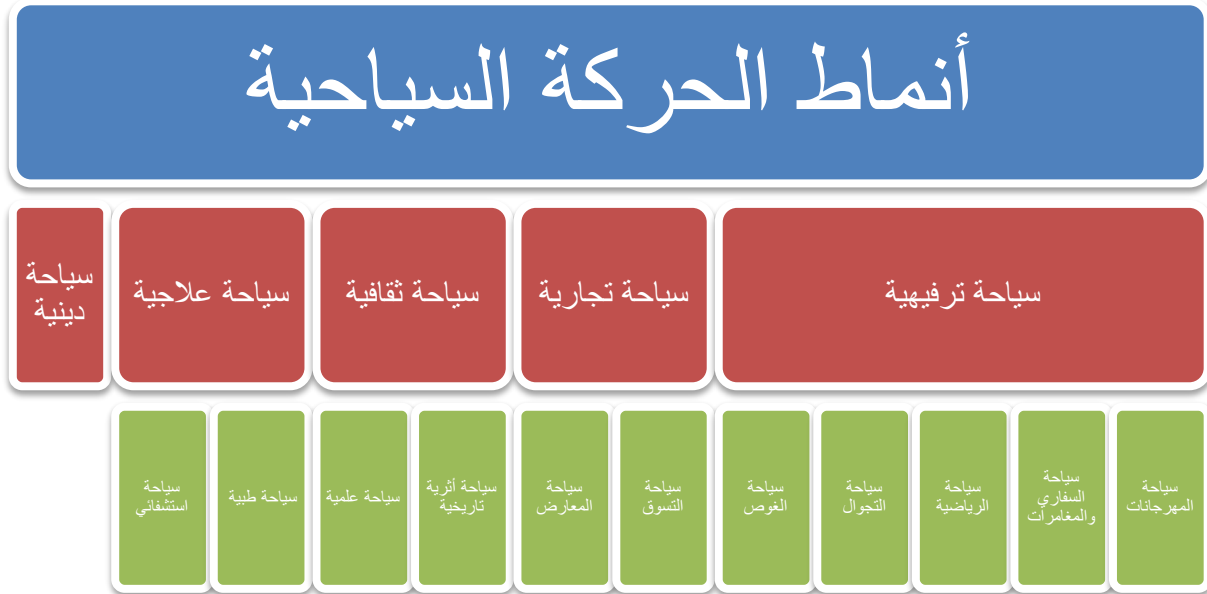 أنماط الحركة السياحية
سياحة ترفيهية
سياحة تجارية
سياحة ثقافية
سياحة علاجية
سياحة
دينية
سياحة
المهرجانات
سياحة
السفاري
والمغامرات
سياحة
الرياضية
سياحة
التجوال
سياحة
الغوص
سياحة
التسوق
سياحة
المعارض
سياحة أثرية
تاريخية
سياحة علمية
سياحة طبية
سياحة
استشفائي